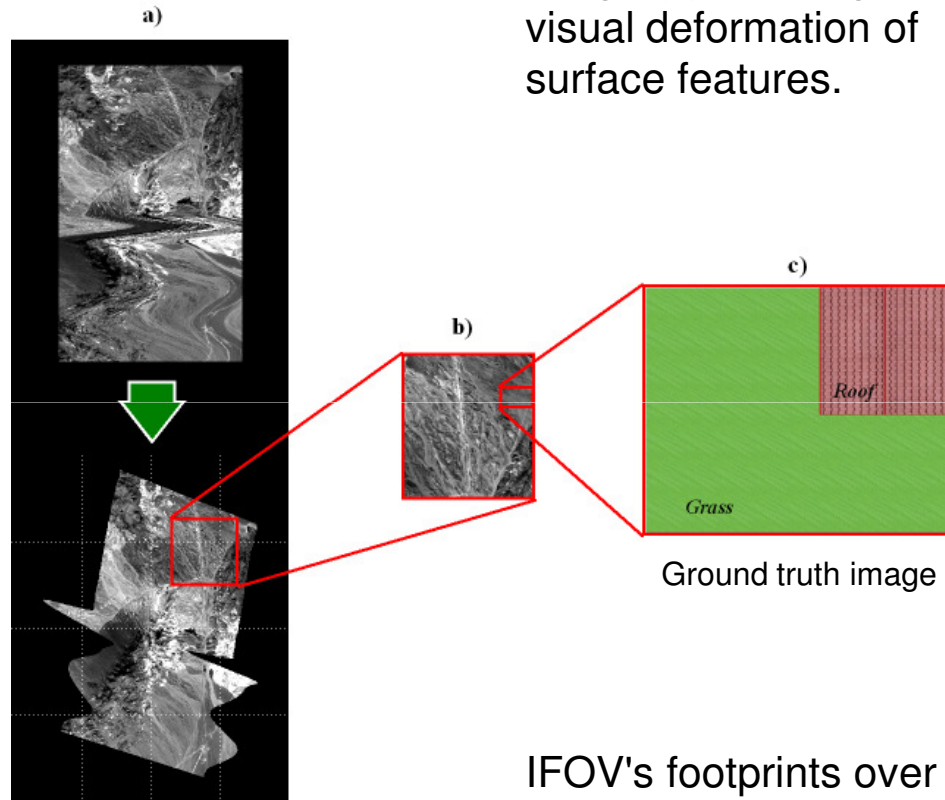 a)
visual deformation of
surface features.
b)
c)
Roof
Grass
Ground truth image
IFOV's footprints over